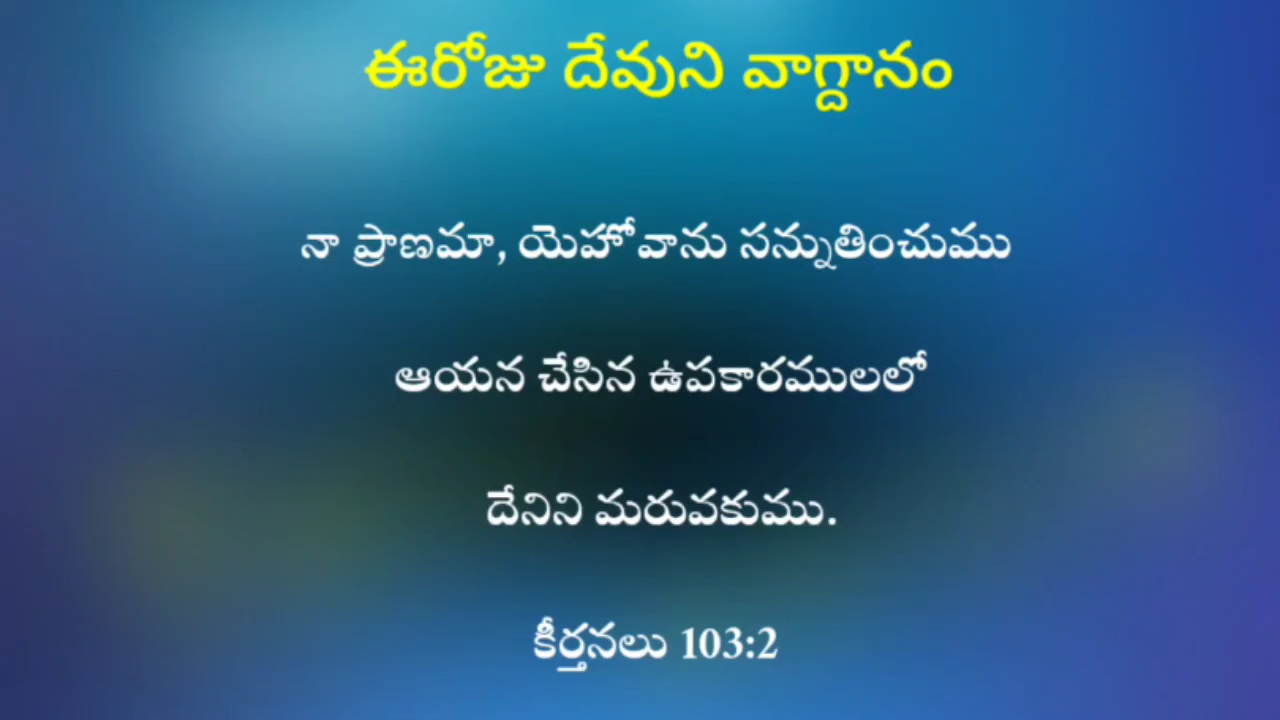 ఈరోజు దేవుని వాగ్దానం
నా ప్రాణమా, యెహోవాను సన్నుతించుము
ఆయన చేసిన ఉపకారములలో
దేనిని మరువకుము.
కీర్తనలు 103:2